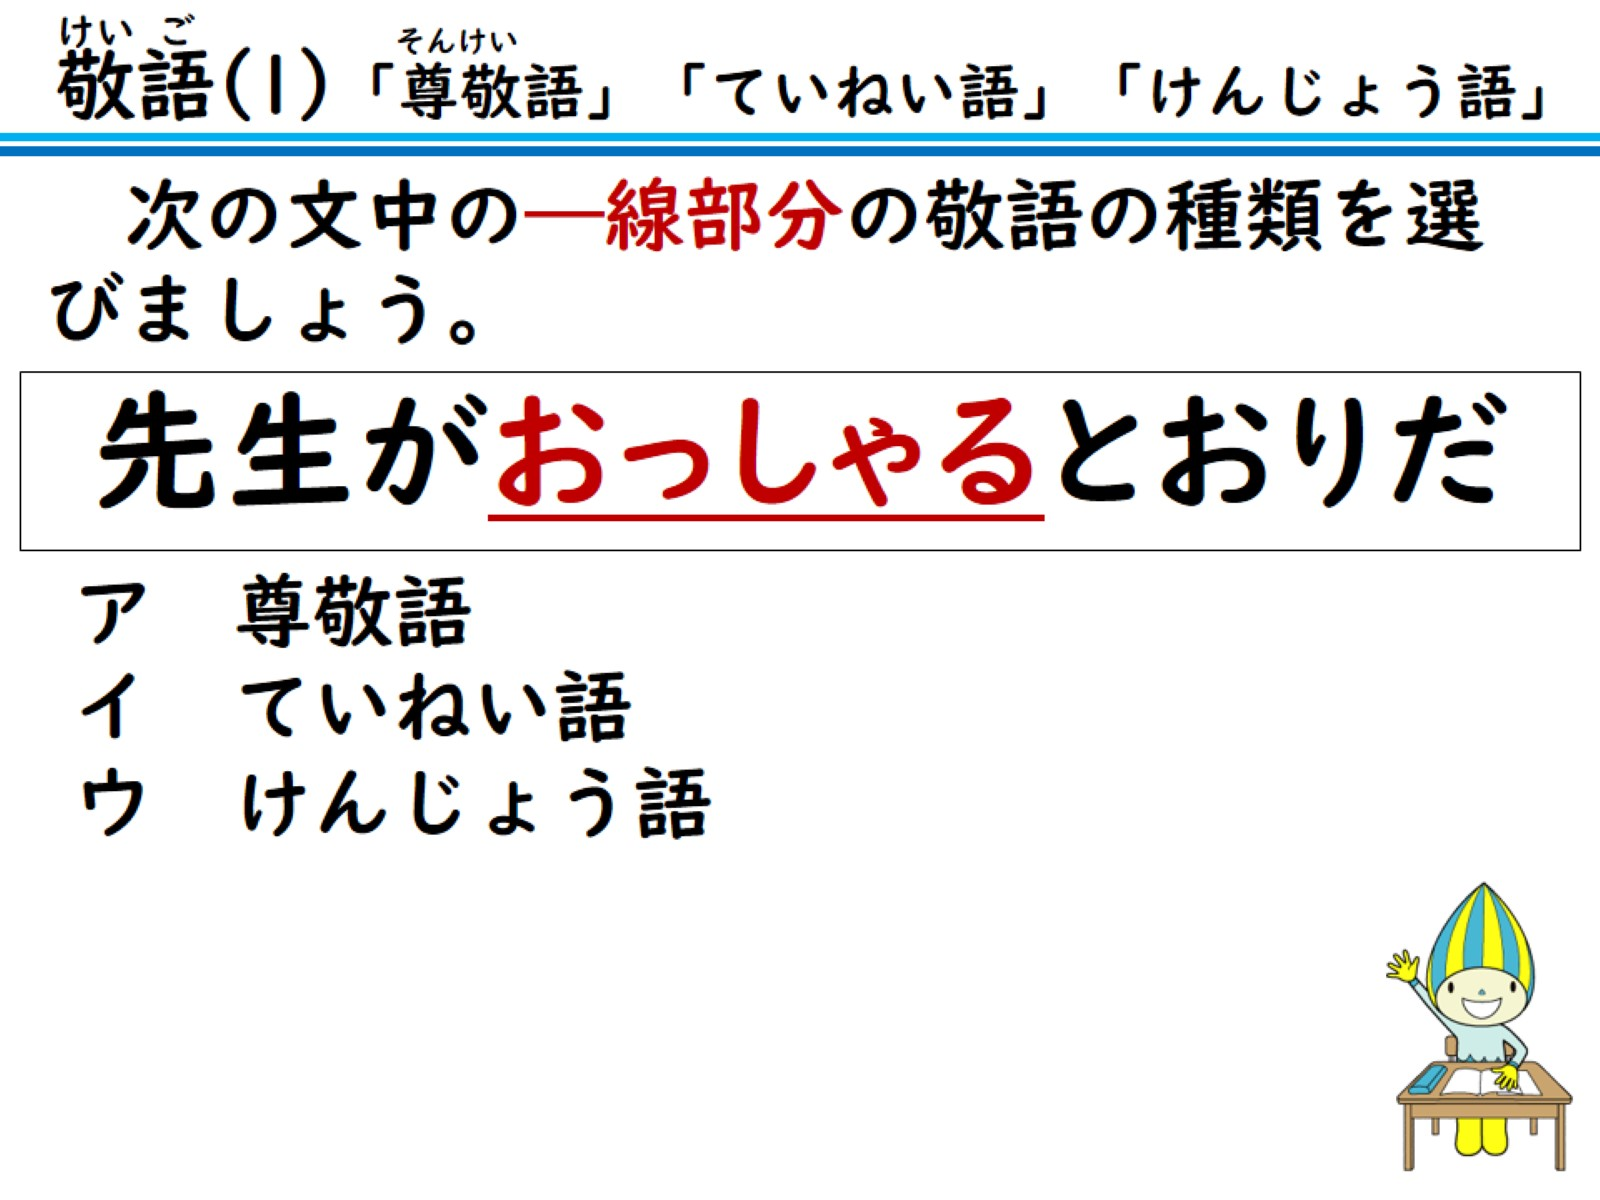 けい ご そんけい
敬語(1)「尊敬語」「ていねい語」「けんじょう語」
次の文中の―線部分の敬語の種類を選
びましょう。
先生がおっしゃるとおりだ
ア 尊敬語
イ ていねい語
ウ けんじょう語